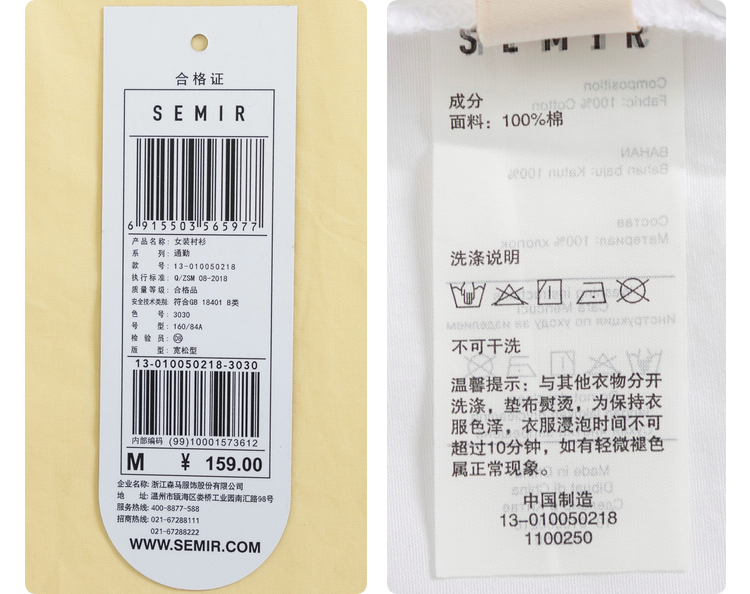 合格证
SEMIR
6 915503 565977
产品名称：女装衬衫
系 列：通勤
款 号：13-010050218
执行标准：Q/ZSM 08-2018
质量等级：合格品
安全技术类别：符合GB 18401 B类
色 号：3030
号 型：160/84A
检 验 员：
版 型：宽松型
13-010050218-3030
内部编码 (99)10001573612
M ¥ 159.00
企业名称：浙江森马服饰股份有限公司
地 址：温州市瓯海区娄桥工业园南汇路98号
服务热线：400-8877-588
招商热线：021-67288111
021-67288222
WWW.SEMIR.COM
SEMIR
成分
面料：100%棉
Composition
Fabric: 100% Cotton
BAHAN
Bahan baju: Katun 100%
Состав
Материал: 100% хлопок
洗涤说明
Cara Mencuci
Инструкция по уходу за изделием
不可干洗
温馨提示：与其他衣物分开
洗涤，垫布熨烫，为保持衣
服色泽，衣服浸泡时间不可
超过10分钟，如有轻微褪色
属正常现象。
Made in China
Dibuat di China
中国制造
13-010050218
1100250